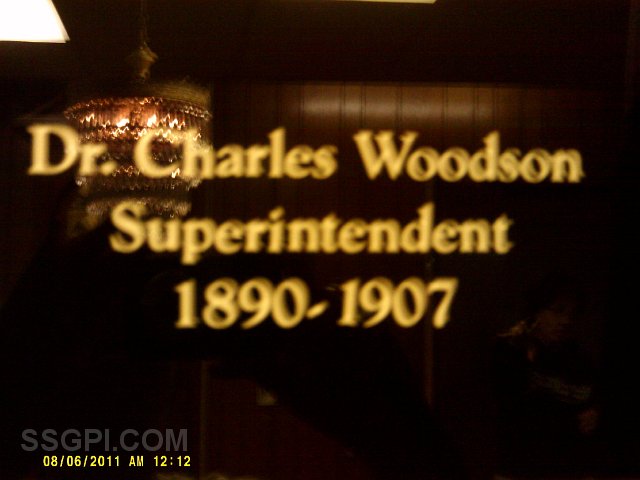 Dr. Charles Woodson
Superintendent
1890-1907
SSGPI.COM
08/06/2011 AM 12:12